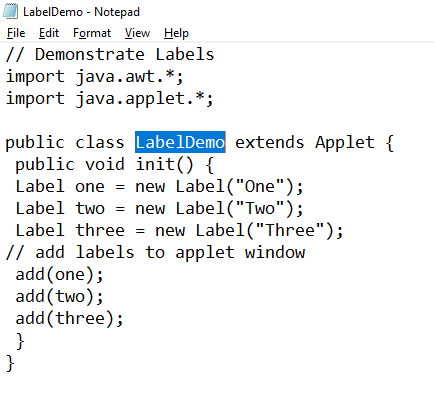 LabelDemo - Notepad
File Edit Format View Help
// Demonstrate Labels
import java.awt.*;
import java.applet.*;

public class LabelDemo extends Applet {
 public void init() {
 Label one = new Label("One");
 Label two = new Label("Two");
 Label three = new Label("Three");
// add labels to applet window
 add(one);
 add(two);
 add(three);
 }
}